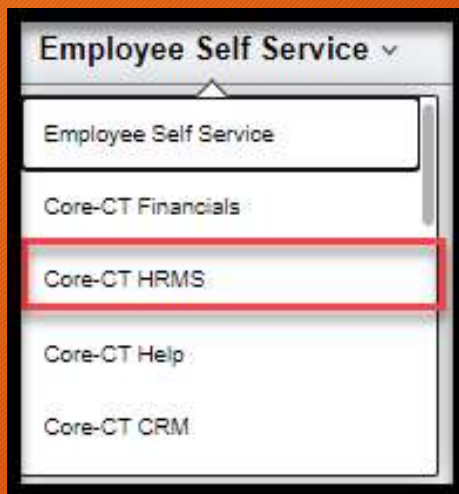 Employee Self Service
Employee Self Service
Core-CT Financials
Core-CT HRMS
Core-CT Help
Core-CT CRM